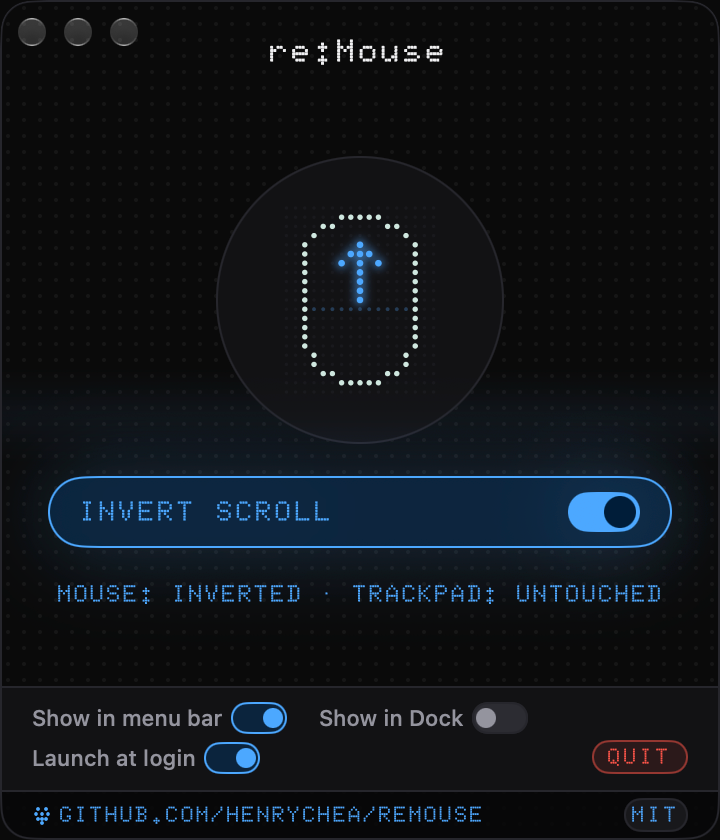 re:Mouse
INVERT SCROLL
MOUSE: INVERTED · TRACKPAD: UNTOUCHED
Show in menu bar Show in Dock
Launch at login QUIT
GITHUB.COM/HENRYCHEA/REMOUSE MIT